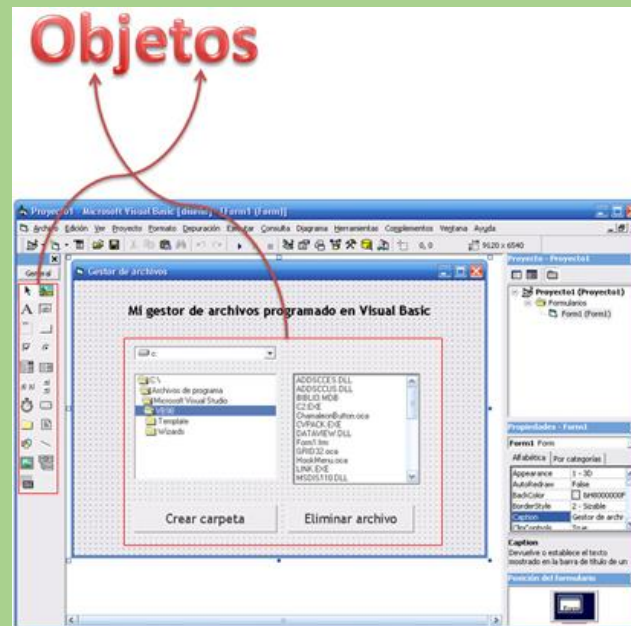 Objetos
Proyecto1 - Microsoft Visual Basic [diseño] - [Form1 (Form)]
Archivo Edición Ver Proyecto Formato Depuración Ejecutar Consulta Diagrama Herramientas Complementos Ventana Ayuda
0, 0 9120 x 6540
General
Gestor de archivos
Mi gestor de archivos programado en Visual Basic
c:
C:\
Archivos de programa
Microsoft Visual Studio
VB98
Template
Wizards
ADDSCCES.DLL
ADDSCCUS.DLL
BIBLIO.MDB
C2.EXE
ChamaleonButton.oca
CVPACK.EXE
DATAVIEW.DLL
Form1.frm
GRID32.oca
HookMenu.oca
LINK.EXE
MSDIS110.DLL
Crear carpeta
Eliminar archivo
Proyecto - Proyecto1
Proyecto1 (Proyecto1)
Formularios
Form1 (Form1)
Propiedades - Form1
Form1 Form
Alfabética Por categorías
Appearance 1 - 3D
AutoRedraw False
BackColor &H8000000F
BorderStyle 2 - Sizable
Caption Gestor de archi
ClipControls True
Caption
Devuelve o establece el texto
mostrado en la barra de título de un
Posición del formulario
Form